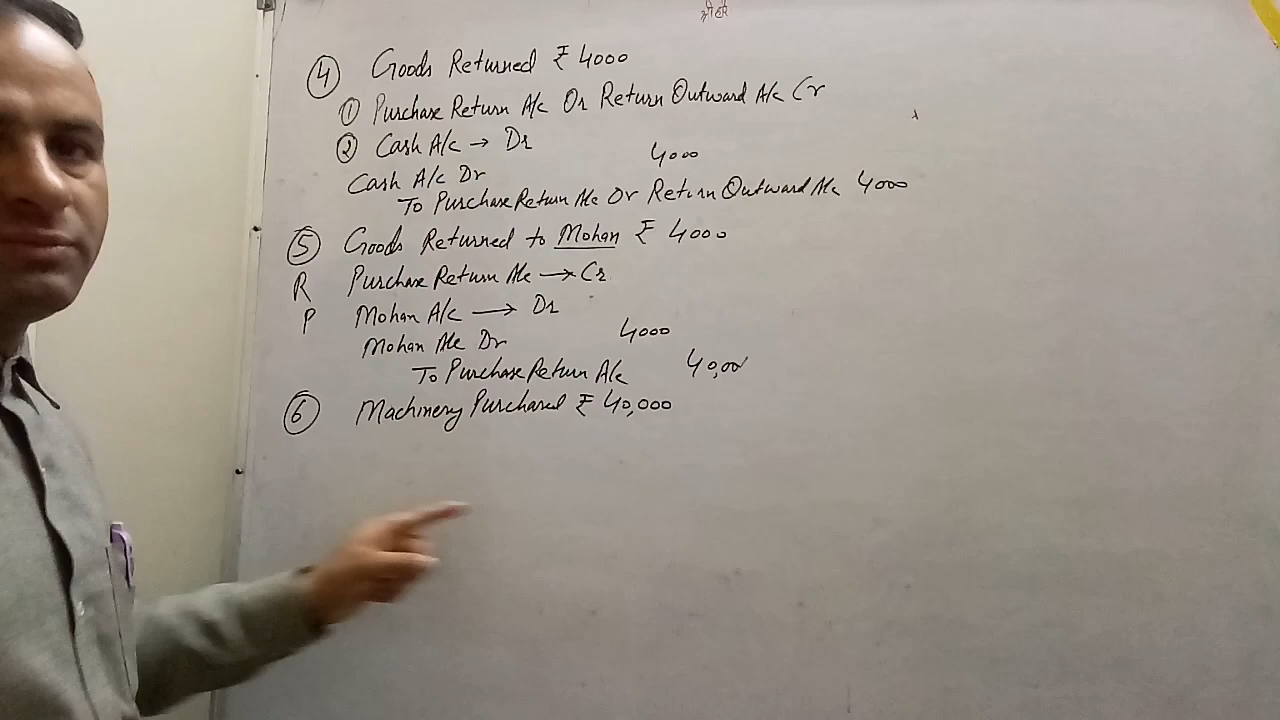 श्री हरि
④ Goods Returned ₹ 4000
① Purchase Return A/c Or Return Outward A/c Cr
② Cash A/c → Dr
4000
Cash A/c Dr
To Purchase Return A/c Or Return Outward A/c 4000
⑤ Goods Returned to Mohan ₹ 4000
R Purchase Return A/c → Cr
P Mohan A/c → Dr
Mohan A/c Dr 4000
To Purchase Return A/c 40,00
⑥ Machinery Purchased ₹ 40,000